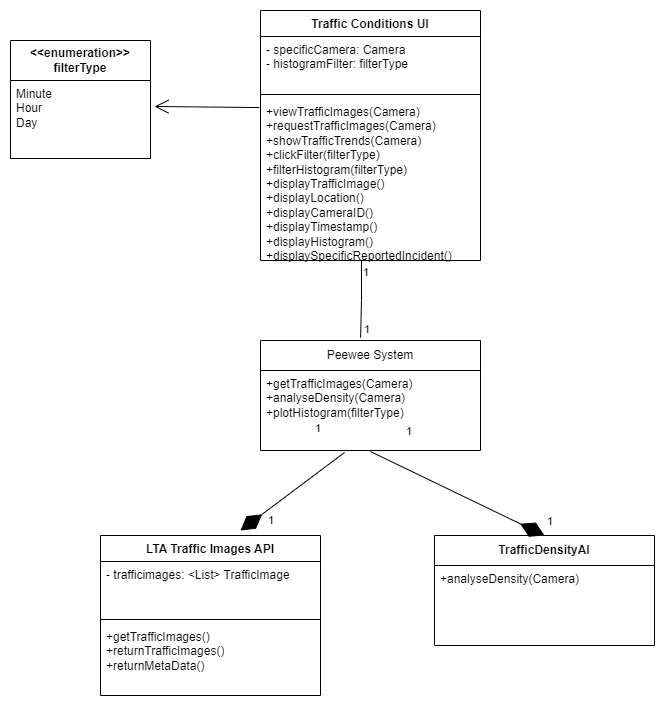 Traffic Conditions UI
- specificCamera: Camera
- histogramFilter: filterType
<<enumeration>>
filterType
Minute
Hour
Day
+viewTrafficImages(Camera)
+requestTrafficImages(Camera)
+showTrafficTrends(Camera)
+clickFilter(filterType)
+filterHistogram(filterType)
+displayTrafficImage()
+displayLocation()
+displayCameraID()
+displayTimestamp()
+displayHistogram()
+displaySpecificReportedIncident()
1
1
Peewee System
+getTrafficImages(Camera)
+analyseDensity(Camera)
+plotHistogram(filterType)
1
1
1
1
LTA Traffic Images API
- trafficimages: <List> TrafficImage
+getTrafficImages()
+returnTrafficImages()
+returnMetaData()
TrafficDensityAI
+analyseDensity(Camera)